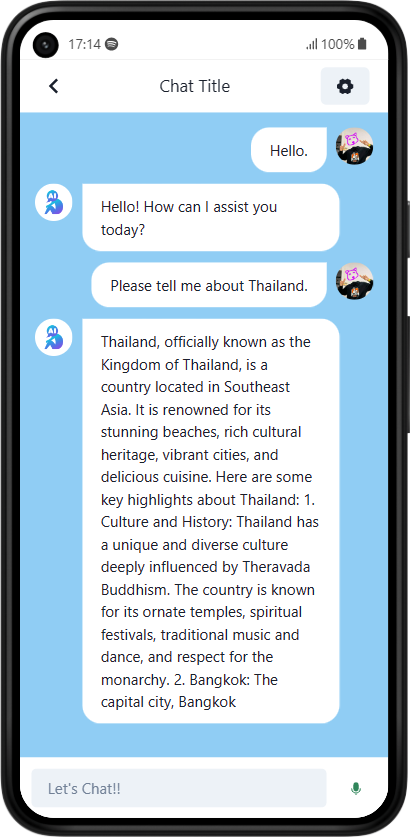 17:14
100%
Chat Title
Hello.
AI
Hello! How can I assist you
today?
Please tell me about Thailand.
AI
Thailand, officially known as the
Kingdom of Thailand, is a
country located in Southeast
Asia. It is renowned for its
stunning beaches, rich cultural
heritage, vibrant cities, and
delicious cuisine. Here are some
key highlights about Thailand: 1.
Culture and History: Thailand has
a unique and diverse culture
deeply influenced by Theravada
Buddhism. The country is known
for its ornate temples, spiritual
festivals, traditional music and
dance, and respect for the
monarchy. 2. Bangkok: The
capital city, Bangkok
Let's Chat!!